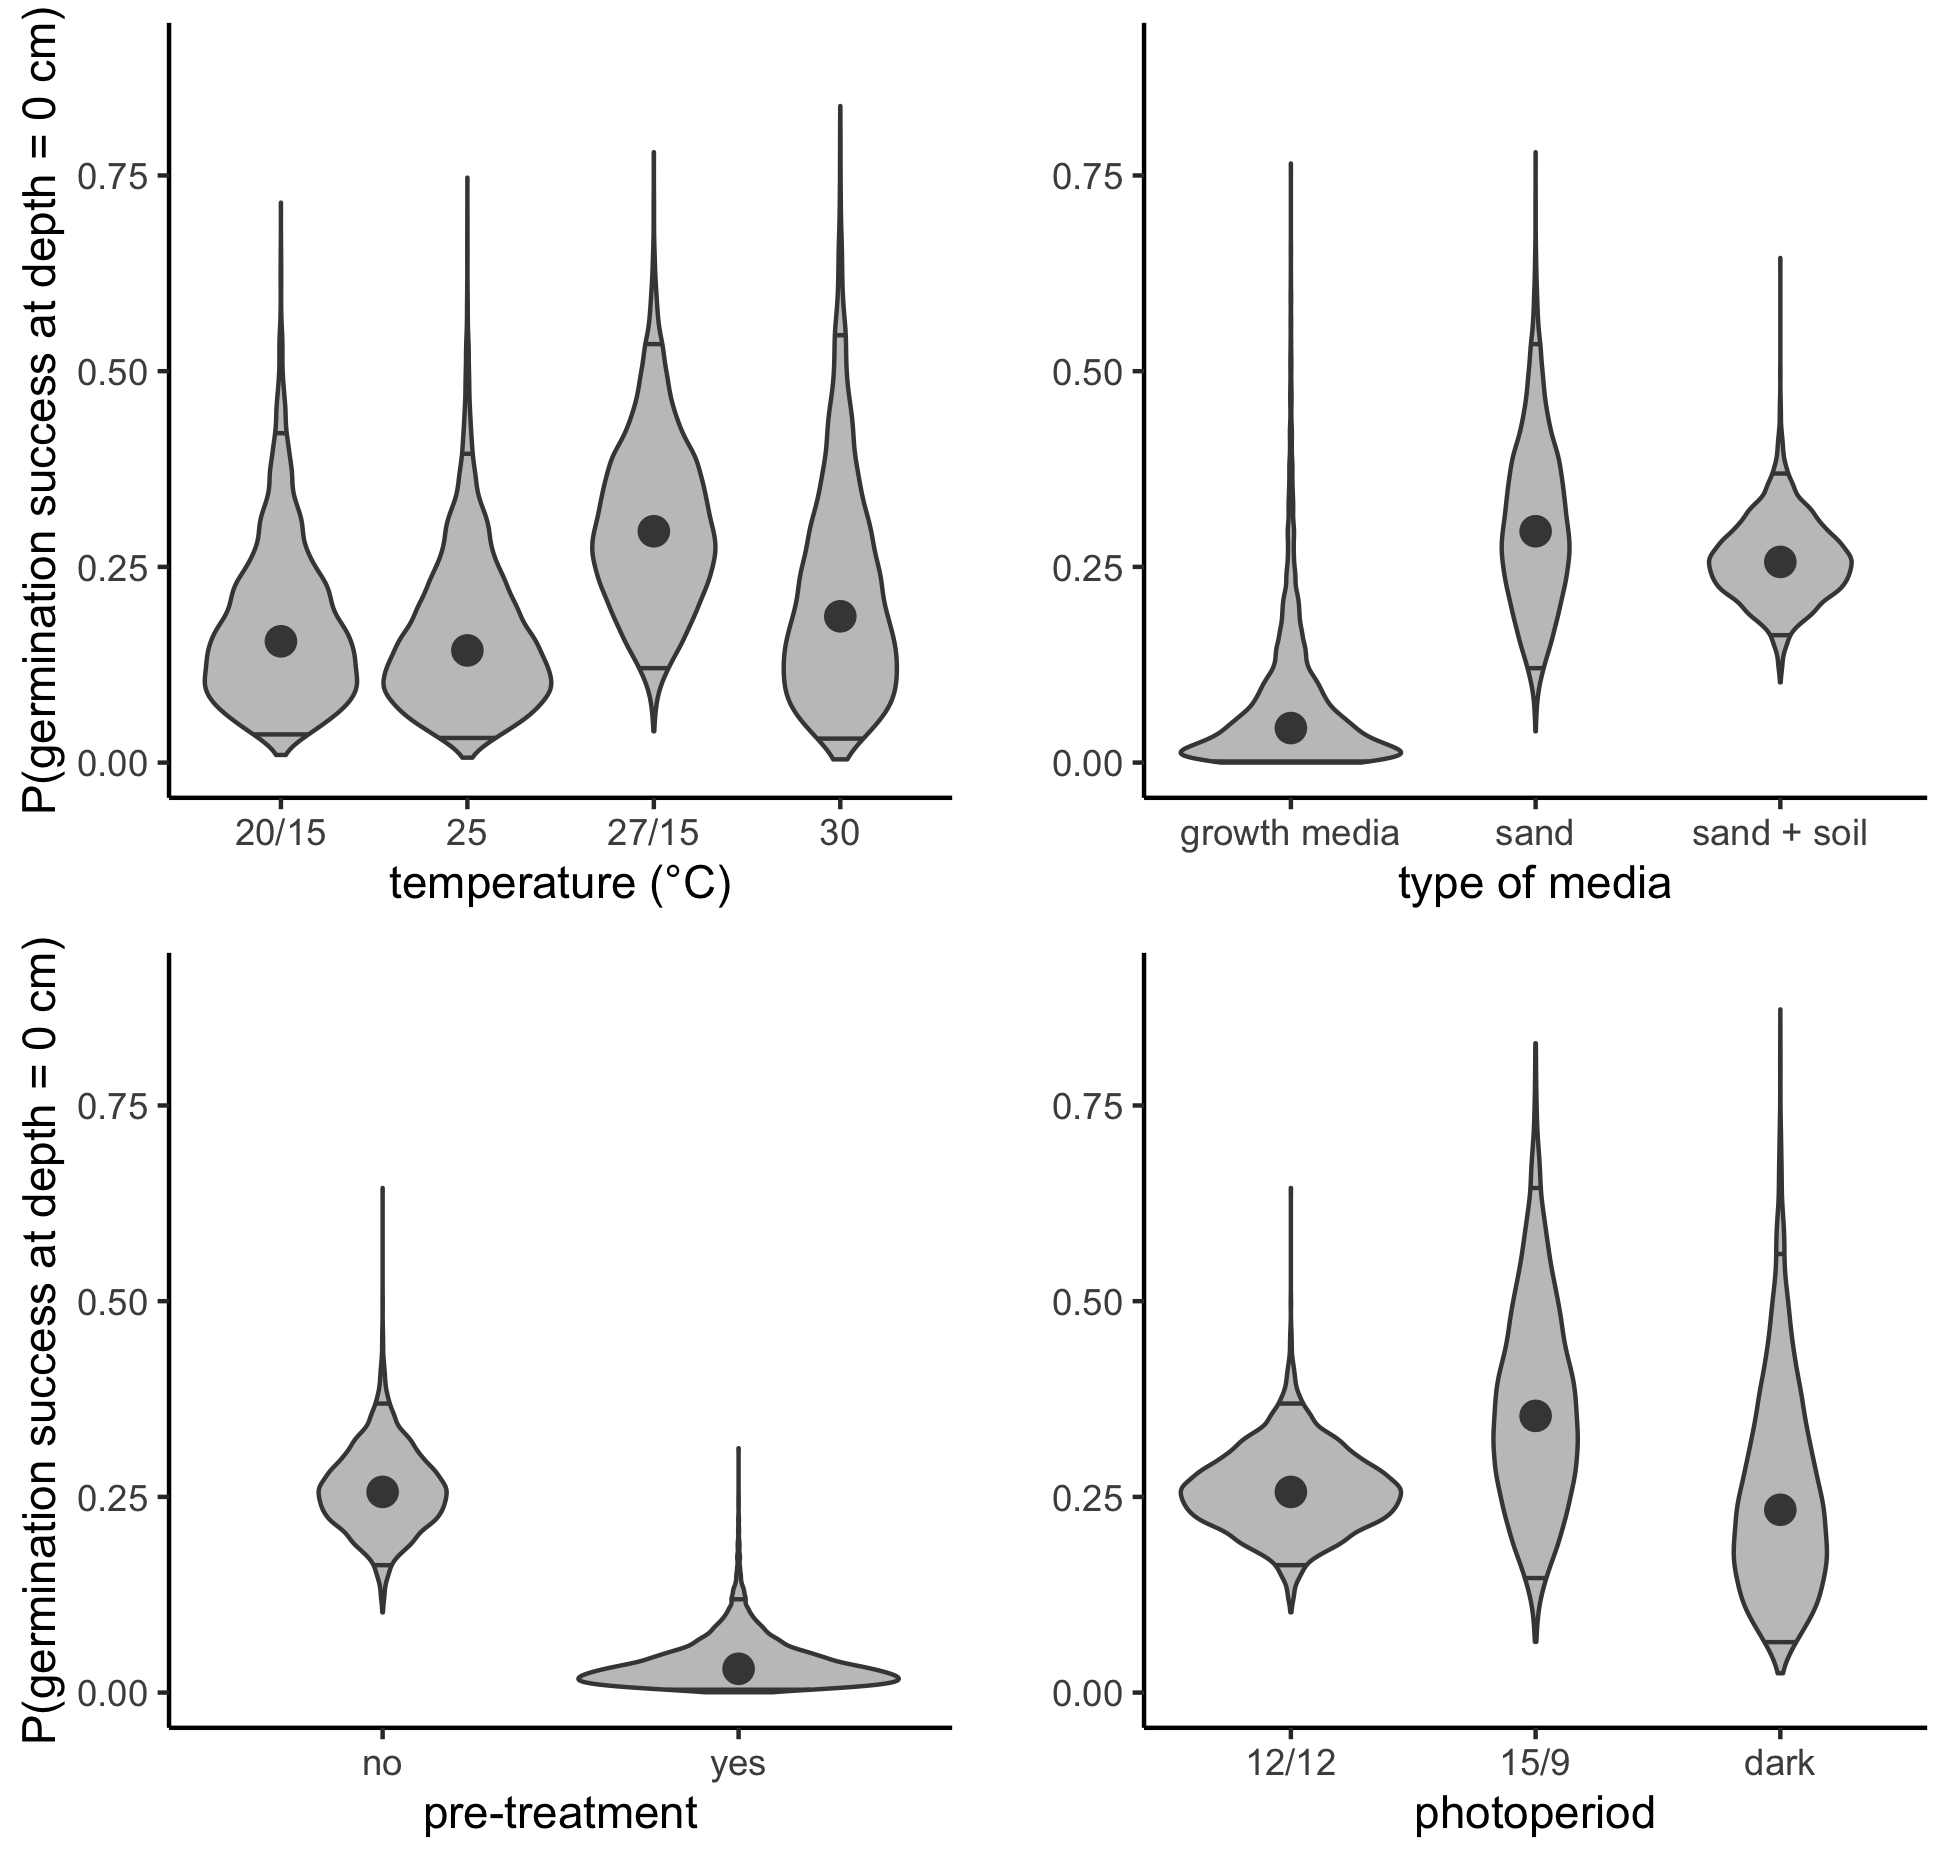 P(germination success at depth = 0 cm)
0.75
0.50
0.25
0.00
20/15 25 27/15 30
temperature (°C)
0.75
0.50
0.25
0.00
growth media sand sand + soil
type of media
P(germination success at depth = 0 cm)
0.75
0.50
0.25
0.00
no yes
pre-treatment
0.75
0.50
0.25
0.00
12/12 15/9 dark
photoperiod